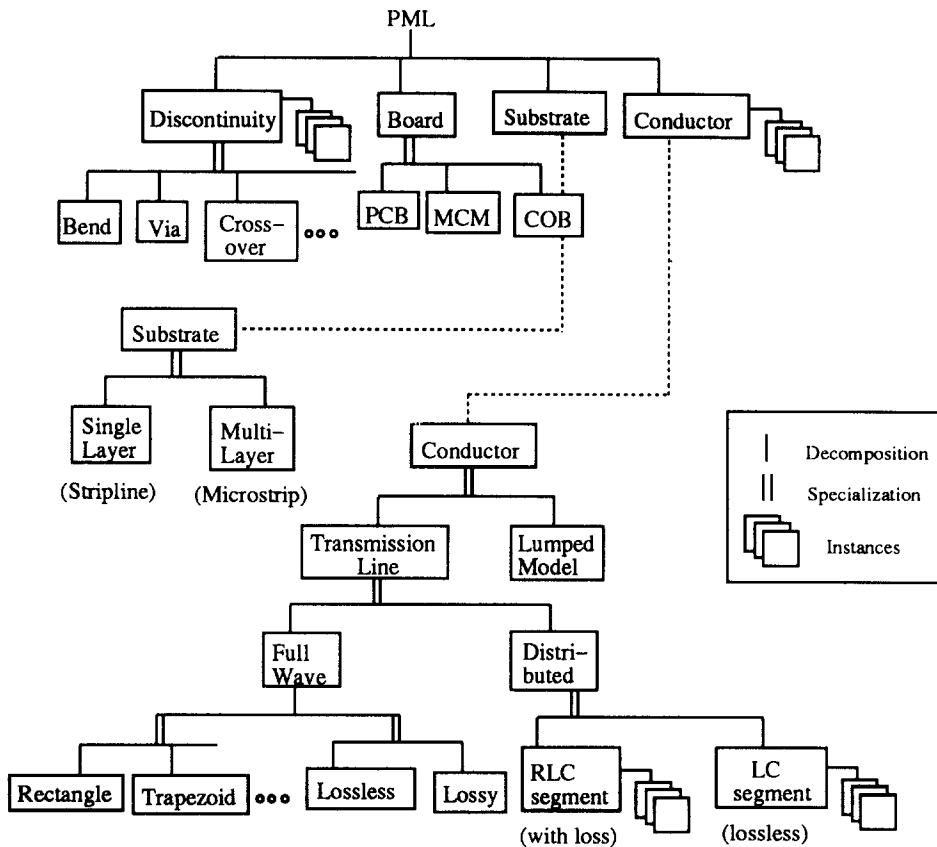 PML
Discontinuity
Board
Substrate
Conductor
Bend
Via
Cross–
over
PCB
MCM
COB
Substrate
Single
Layer
Multi–
Layer
(Stripline)
(Microstrip)
Conductor
Transmission
Line
Lumped
Model
Decomposition
Specialization
Instances
Full
Wave
Distri–
buted
Rectangle
Trapezoid
Lossless
Lossy
RLC
segment
(with loss)
LC
segment
(lossless)